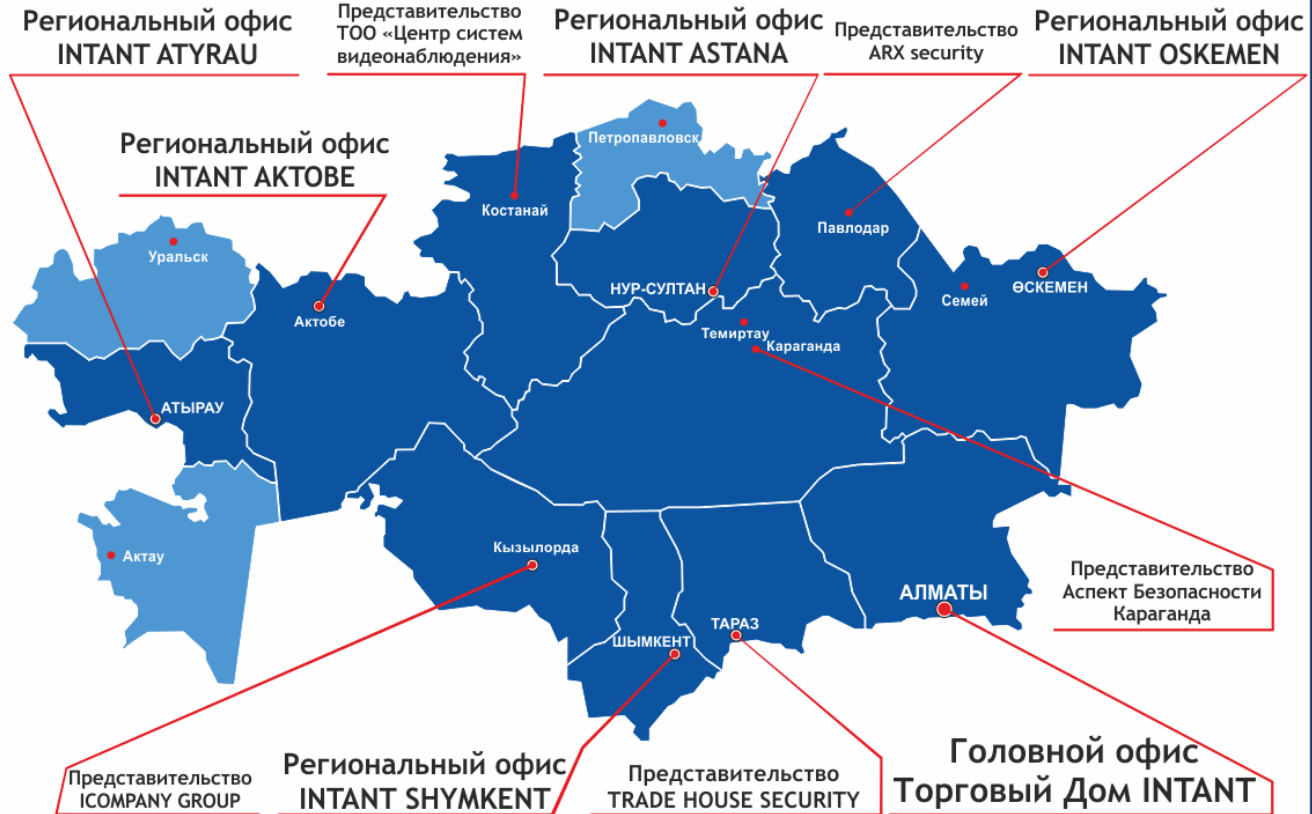 Региональный офис
INTANT ATYRAU
Представительство
ТОО «Центр систем
видеонаблюдения»
Региональный офис
INTANT ASTANA
Представительство
ARX security
Региональный офис
INTANT OSKEMEN
Региональный офис
INTANT AKTOBE
Петропавловск
Костанай
Павлодар
Уральск
НУР-СУЛТАН
Семей
ӨСКЕМЕН
Актобе
Темиртау
Караганда
АТЫРАУ
Кызылорда
Актау
Представительство
Аспект Безопасности
Караганда
АЛМАТЫ
ТАРАЗ
ШЫМКЕНТ
Представительство
ICOMPANY GROUP
Региональный офис
INTANT SHYMKENT
Представительство
TRADE HOUSE SECURITY
Головной офис
Торговый Дом INTANT